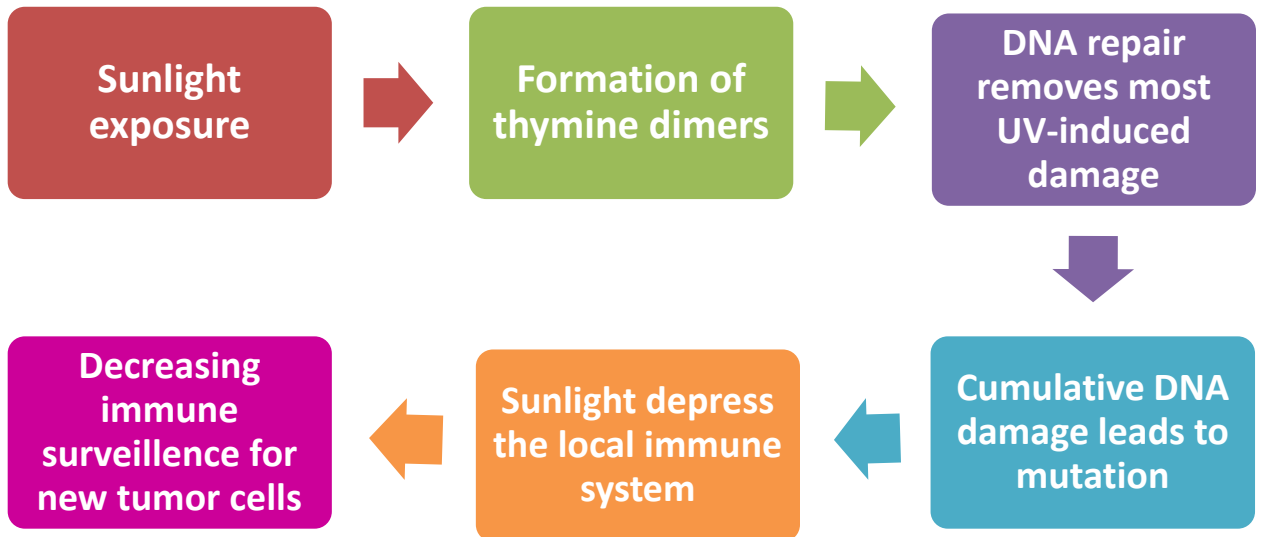 Sunlight
exposure
Formation of
thymine dimers
DNA repair
removes most
UV-induced
damage
Cumulative DNA
damage leads to
mutation
Sunlight depress
the local immune
system
Decreasing
immune
surveillence for
new tumor cells